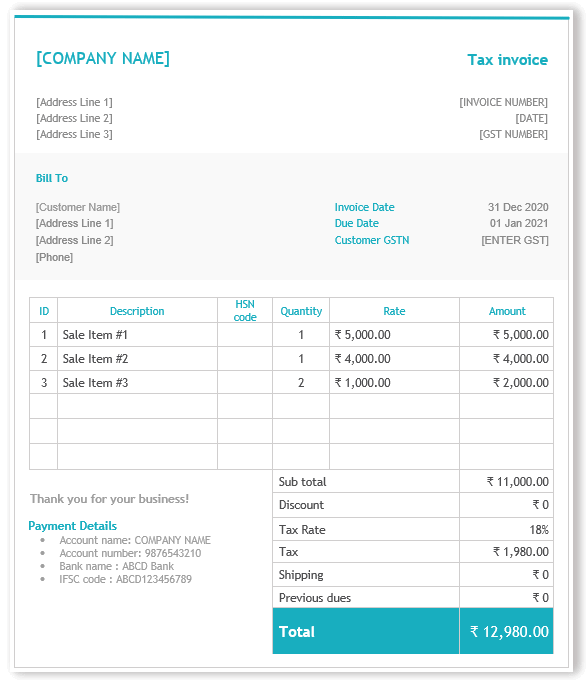 [COMPANY NAME]
Tax invoice
[Address Line 1]
[INVOICE NUMBER]
[Address Line 2]
[DATE]
[Address Line 3]
[GST NUMBER]
Bill To
[Customer Name]
Invoice Date 31 Dec 2020
[Address Line 1]
Due Date 01 Jan 2021
[Address Line 2]
Customer GSTN [ENTER GST]
[Phone]
ID Description HSN code Quantity Rate Amount
1 Sale Item #1 1 ₹ 5,000.00 ₹ 5,000.00
2 Sale Item #2 1 ₹ 4,000.00 ₹ 4,000.00
3 Sale Item #3 2 ₹ 1,000.00 ₹ 2,000.00
Sub total ₹ 11,000.00
Discount ₹ 0
Tax Rate 18%
Tax ₹ 1,980.00
Shipping ₹ 0
Previous dues ₹ 0
Total ₹ 12,980.00
Thank you for your business!
Payment Details
• Account name: COMPANY NAME
• Account number: 9876543210
• Bank name : ABCD Bank
• IFSC code : ABCD123456789